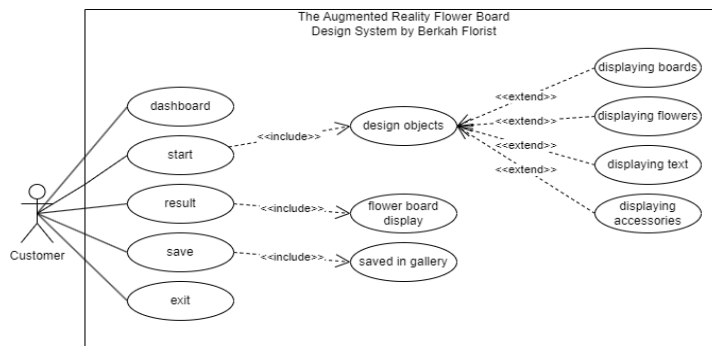 The Augmented Reality Flower Board
Design System by Berkah Florist
displaying boards
<<extend>>
dashboard
displaying flowers
<<extend>>
design objects
<<include>>
start
<<extend>>
displaying text
<<extend>>
result
<<include>>
flower board
display
displaying
accessories
Customer
save
<<include>>
saved in gallery
exit